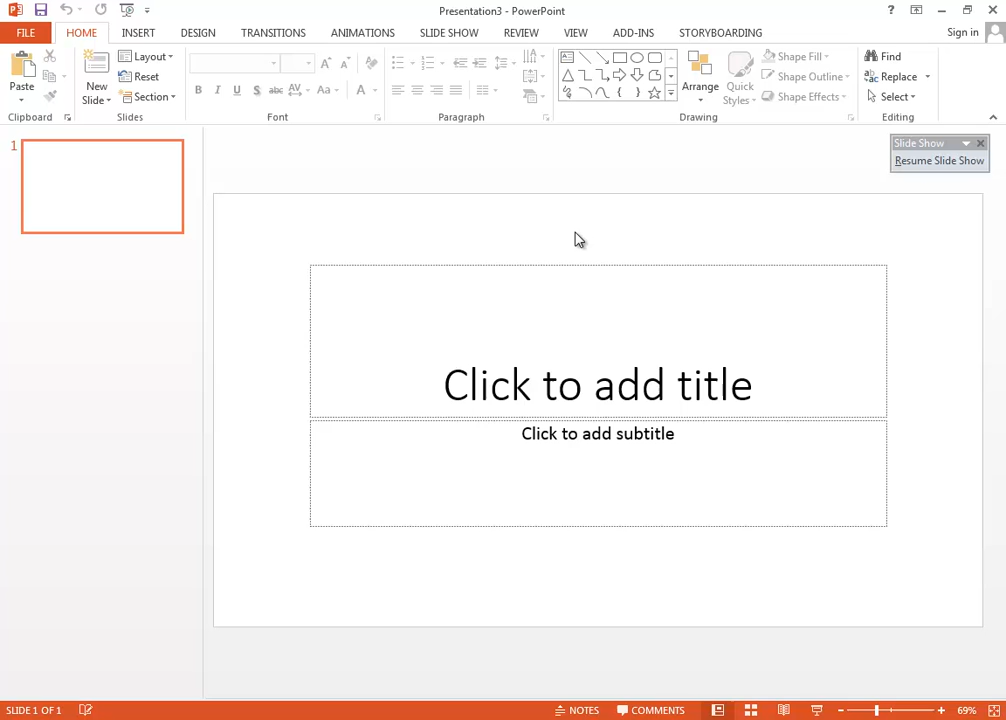 Presentation3 - PowerPoint
FILE HOME INSERT DESIGN TRANSITIONS ANIMATIONS SLIDE SHOW REVIEW VIEW ADD-INS STORYBOARDING Sign in
Paste
New
Slide
Layout
Reset
Section
B I U S abc AV Aa A
Shape Fill
Shape Outline
Shape Effects
Arrange
Quick
Styles
Find
Replace
Select
Clipboard Slides Font Paragraph Drawing Editing
1
Slide Show
Resume Slide Show
Click to add title
Click to add subtitle
SLIDE 1 OF 1 NOTES COMMENTS 69%